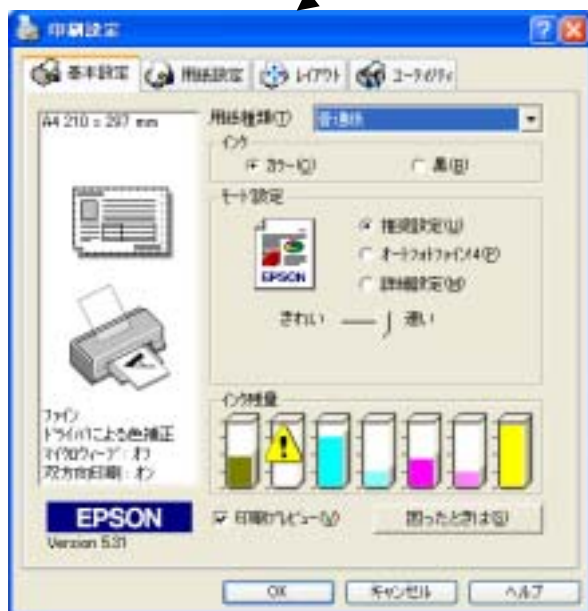 印刷設定
基本設定
用紙設定
レイアウト
ユーティリティ
A4 210 x 297 mm
用紙種類(T)
普通紙
インク
カラー(C)
黒(B)
モード設定
推奨設定(U)
オートフォトファイン!4(P)
詳細設定(M)
EPSON
きれい
速い
ファイン
ドライバによる色補正
マイクロウィーブ: オフ
双方向印刷: オン
インク残量
EPSON
Version 5.31
印刷プレビュー(V)
困ったときは(S)
OK
キャンセル
ヘルプ